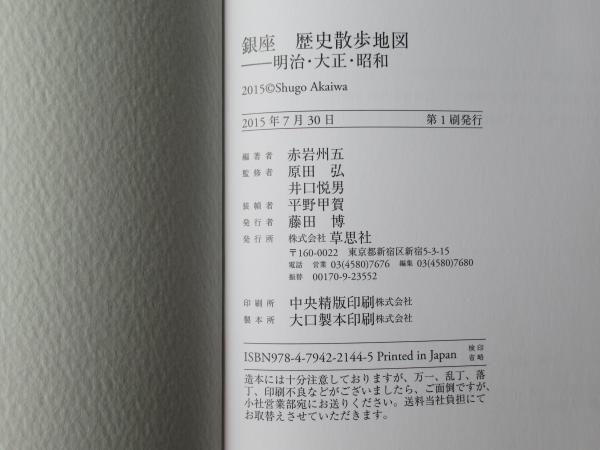 銀座 歴史散歩地図
――明治・大正・昭和
2015©Shugo Akaiwa
2015年7月30日 第1刷発行
編著者 赤岩州五
監修者 原田 弘
井口悦男
装幀者 平野甲賀
発行者 藤田 博
発行所 株式会社草思社
〒160-0022 東京都新宿区新宿5-3-15
電話 営業 03(4580)7676 編集 03(4580)7680
振替 00170-9-23552
印刷所 中央精版印刷株式会社
製本所 大口製本印刷株式会社
ISBN978-4-7942-2144-5 Printed in Japan 検印省略
造本には十分注意しておりますが、万一、乱丁、落
丁、印刷不良などがございましたら、ご面倒ですが、
小社営業部宛にお送りください。送料当社負担にて
お取替えさせていただきます。